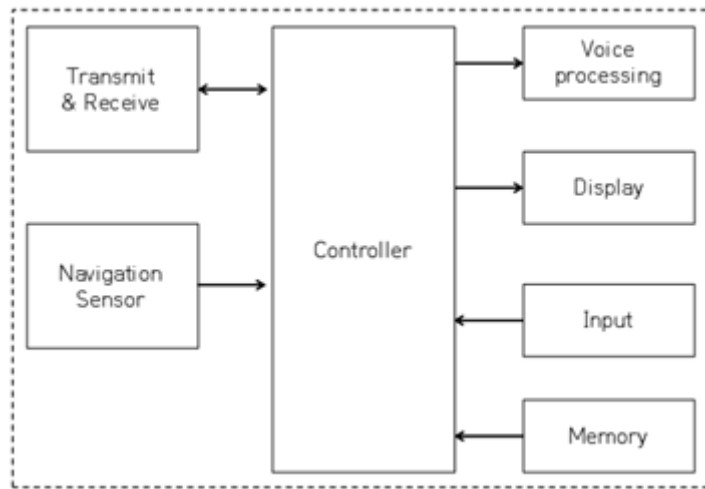 Transmit
& Receive
Navigation
Sensor
Controller
Voice
processing
Display
Input
Memory